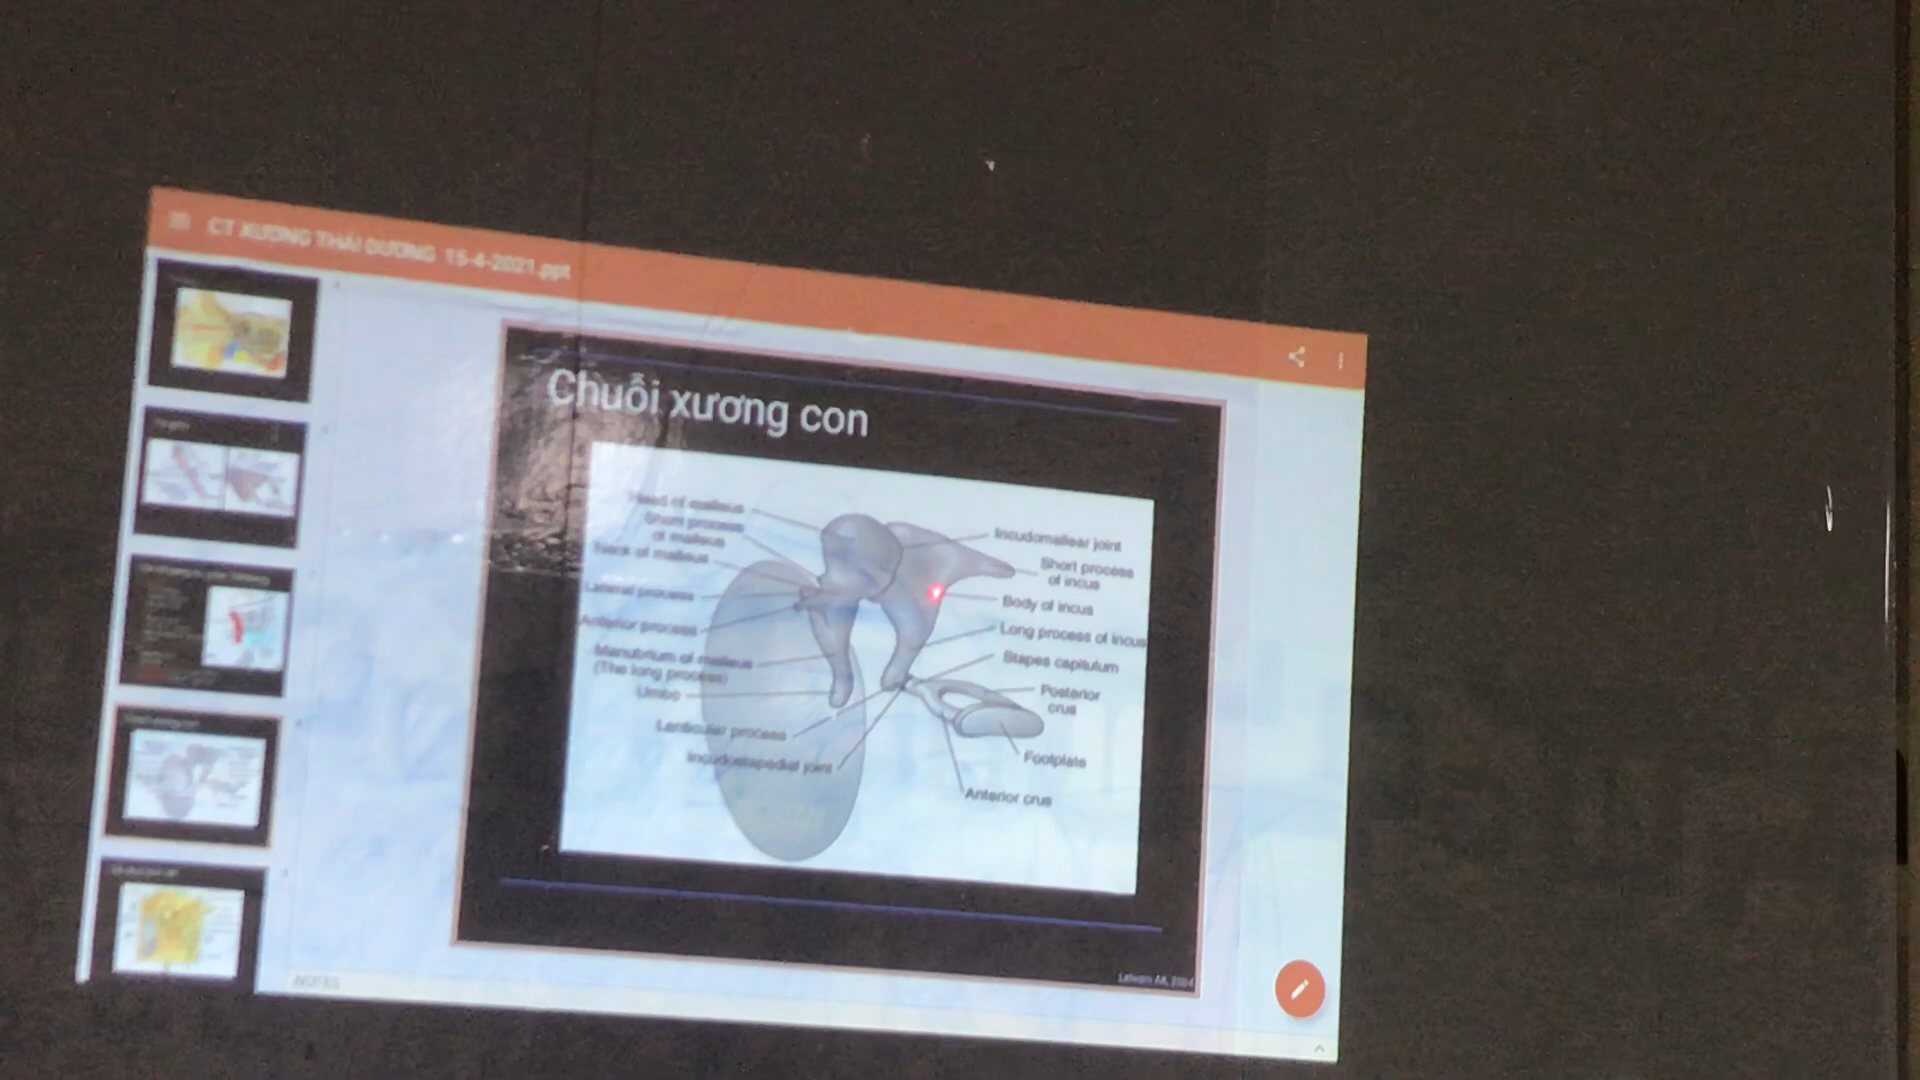 CT XƯƠNG THÁI DƯƠNG 15-4-2021.ppt
Chuỗi xương con
Head of malleus
Short process
of malleus
Neck of malleus
Lateral process
Anterior process
Manubrium of malleus
(The long process)
Umbo
Lenticular process
Incudostapedial joint
Incudomallear joint
Short process
of incus
Body of incus
Long process of incus
Stapes capitulum
Posterior
crus
Footplate
Anterior crus
NOTES